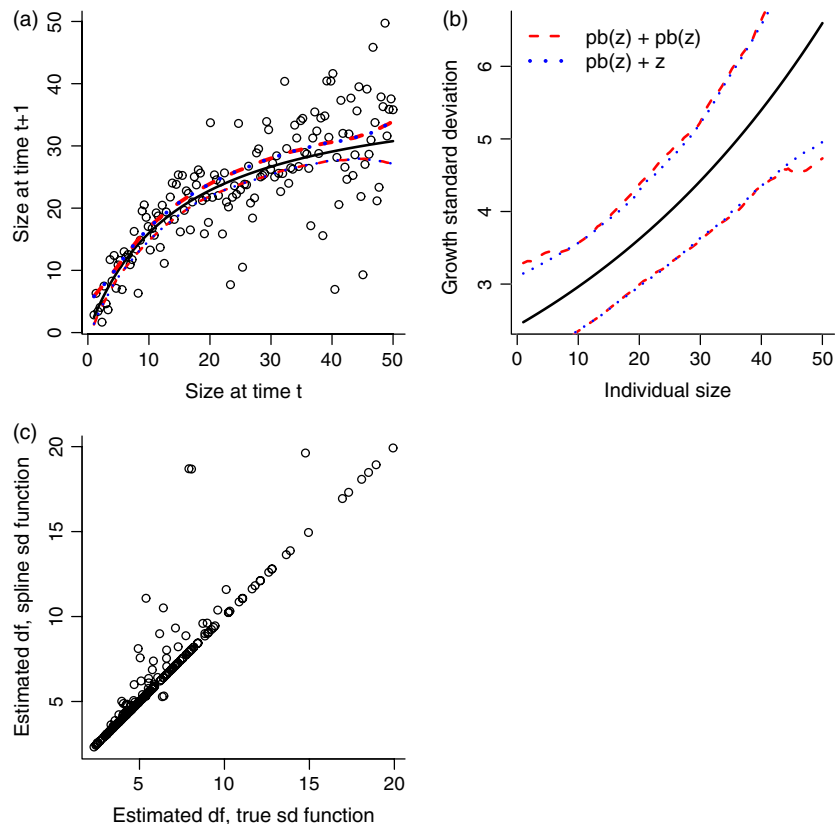 (a)
Size at time t+1
0 10 20 30 40 50
0 10 20 30 40 50
Size at time t
(b)
pb(z) + pb(z)
pb(z) + z
Growth standard deviation
3 4 5 6
0 10 20 30 40 50
Individual size
(c)
Estimated df, spline sd function
5 10 15 20
5 10 15 20
Estimated df, true sd function